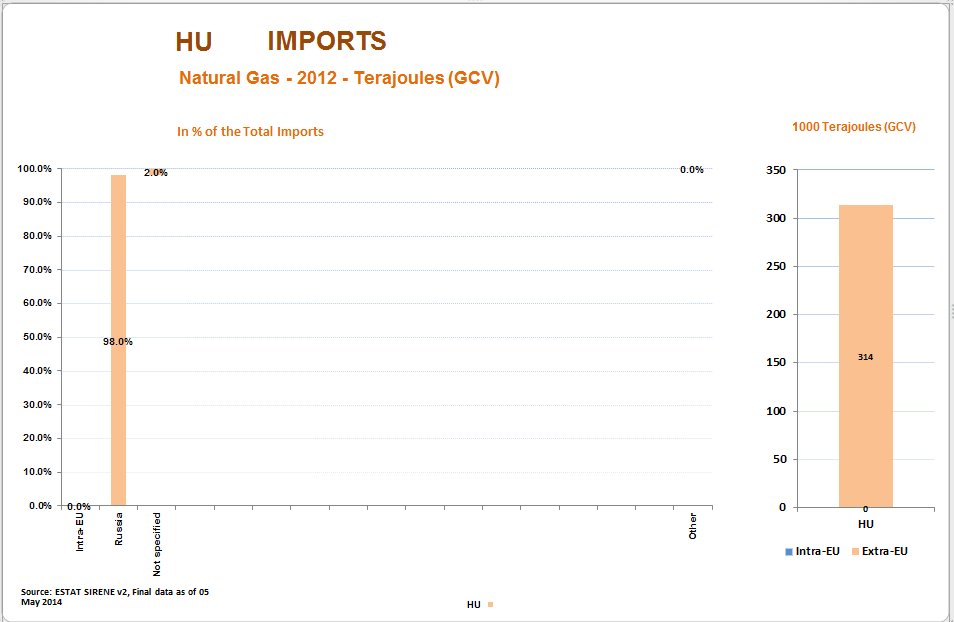 HU IMPORTS
Natural Gas - 2012 - Terajoules (GCV)
In % of the Total Imports
1000 Terajoules (GCV)
100.0%
90.0%
80.0%
70.0%
60.0%
50.0%
40.0%
30.0%
20.0%
10.0%
0.0%
0.0%
98.0%
2.0%
0.0%
Intra-EU
Russia
Not specified
Other
350
300
250
200
150
100
50
0
314
0
HU
Intra-EU Extra-EU
Source: ESTAT SIRENE v2, Final data as of 05
May 2014
HU